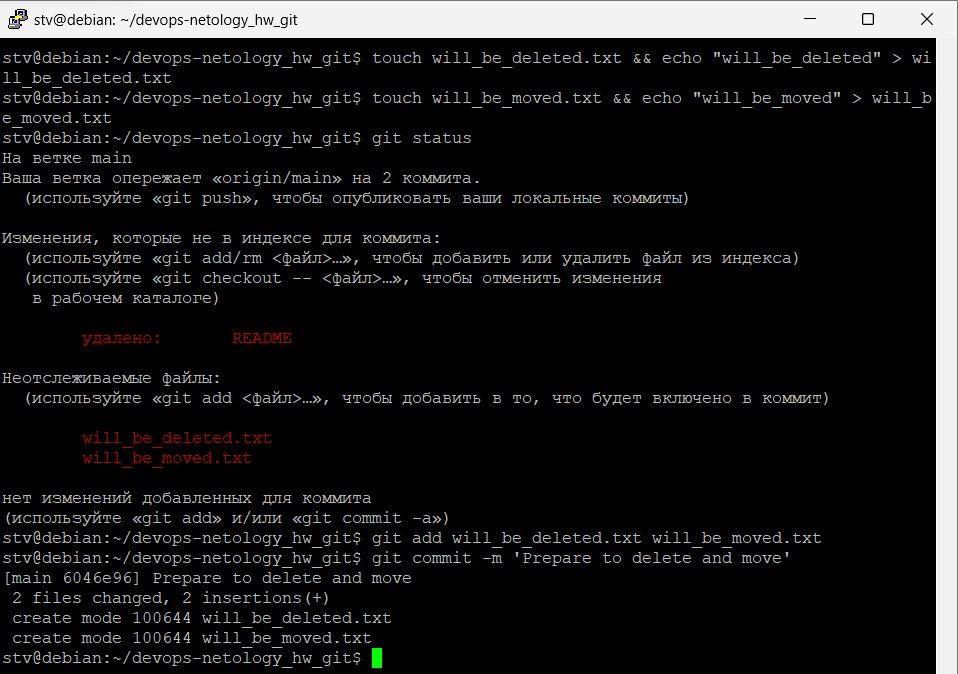 stv@debian: ~/devops-netology_hw_git
stv@debian:~/devops-netology_hw_git$ touch will_be_deleted.txt && echo "will_be_deleted" > wi
ll_be_deleted.txt
stv@debian:~/devops-netology_hw_git$ touch will_be_moved.txt && echo "will_be_moved" > will_b
e_moved.txt
stv@debian:~/devops-netology_hw_git$ git status
На ветке main
Ваша ветка опережает «origin/main» на 2 коммита.
  (используйте «git push», чтобы опубликовать ваши локальные коммиты)

Изменения, которые не в индексе для коммита:
  (используйте «git add/rm <файл>…», чтобы добавить или удалить файл из индекса)
  (используйте «git checkout -- <файл>…», чтобы отменить изменения
   в рабочем каталоге)

        удалено:       README

Неотслеживаемые файлы:
  (используйте «git add <файл>…», чтобы добавить в то, что будет включено в коммит)

        will_be_deleted.txt
        will_be_moved.txt

нет изменений добавленных для коммита
(используйте «git add» и/или «git commit -a»)
stv@debian:~/devops-netology_hw_git$ git add will_be_deleted.txt will_be_moved.txt
stv@debian:~/devops-netology_hw_git$ git commit -m 'Prepare to delete and move'
[main 6046e96] Prepare to delete and move
 2 files changed, 2 insertions(+)
 create mode 100644 will_be_deleted.txt
 create mode 100644 will_be_moved.txt
stv@debian:~/devops-netology_hw_git$